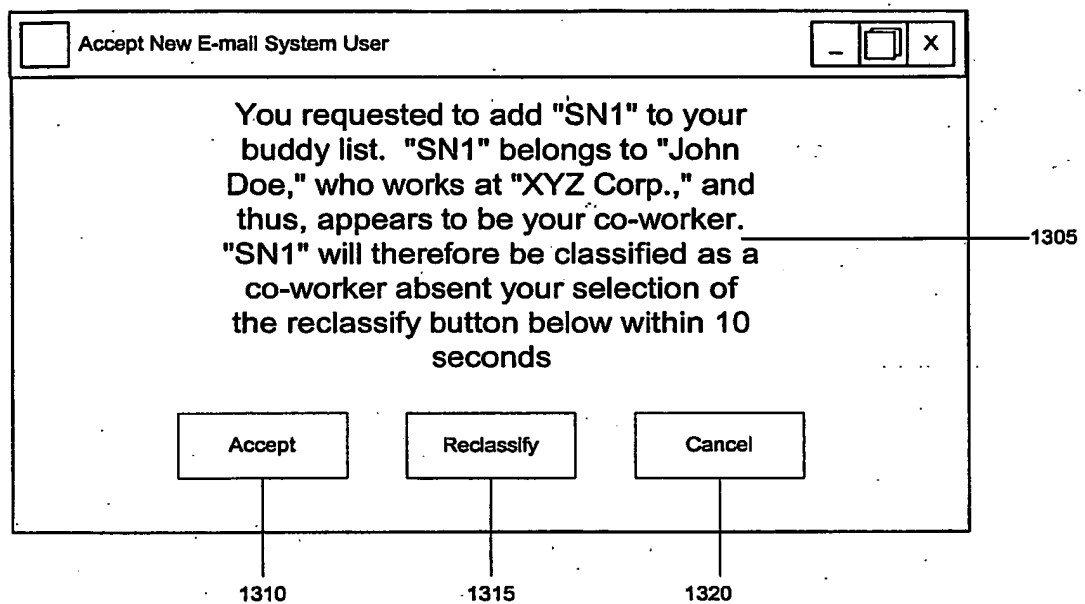 Accept New E-mail System User
_ X
You requested to add "SN1" to your
buddy list. "SN1" belongs to "John
Doe," who works at "XYZ Corp.," and
thus, appears to be your co-worker.
"SN1" will therefore be classified as a
co-worker absent your selection of
the reclassify button below within 10
seconds
1305
Accept Reclassify Cancel
1310 1315 1320